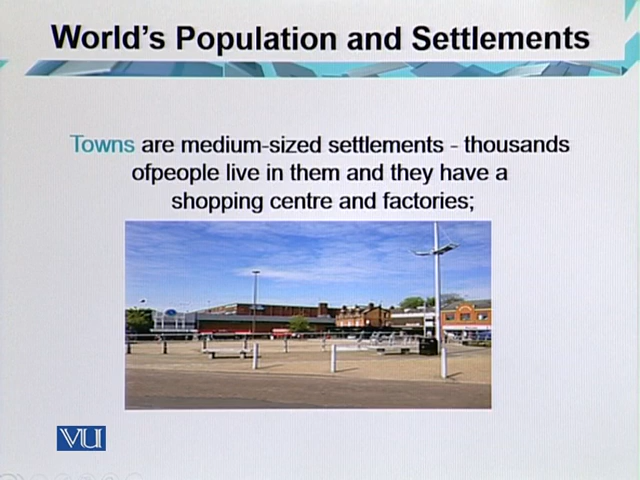 World's Population and Settlements
Towns are medium-sized settlements - thousands
ofpeople live in them and they have a
shopping centre and factories;
VU